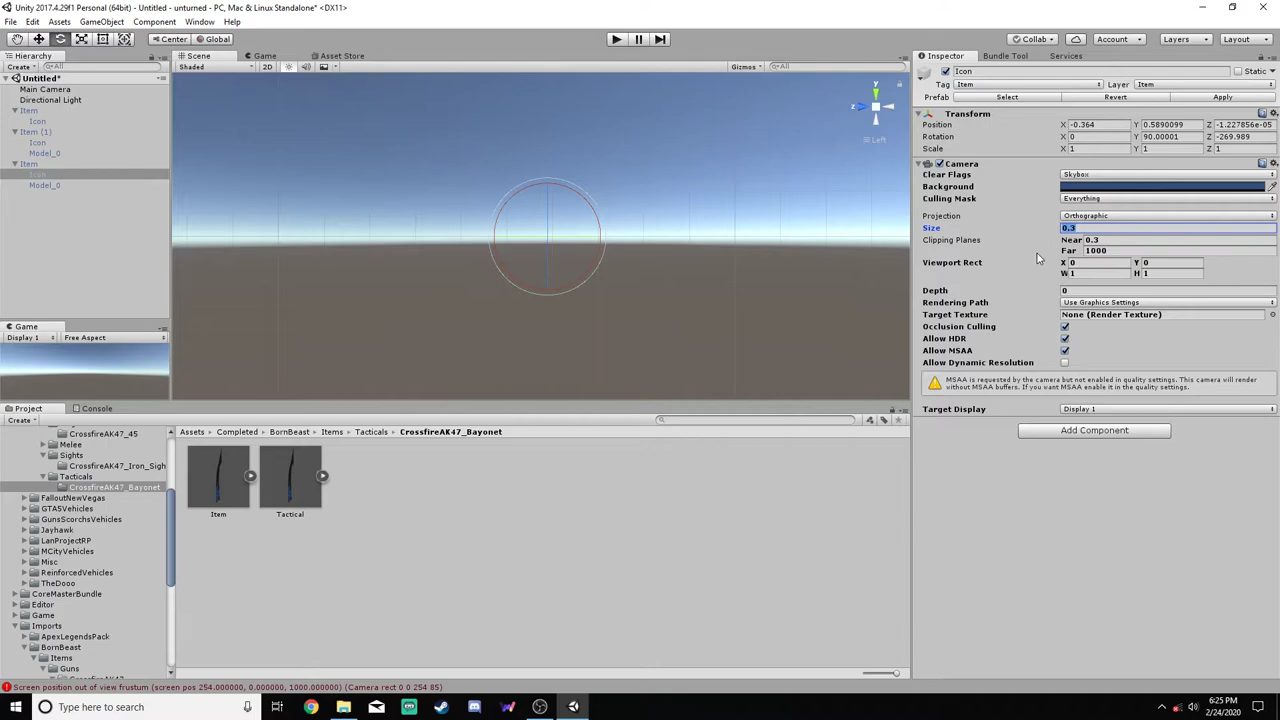 Unity 2017.4.29f1 Personal (64bit) - Untitled - unturned - PC, Mac & Linux Standalone* <DX11>
File Edit Assets GameObject Component Window Help
Center Global Collab Account Layers Layout
Hierarchy Scene Game Asset Store Inspector Bundle Tool Services
Create All Shaded 2D Gizmos All Icon Static
Untitled* Tag Item Layer Item
Main Camera Prefab Select Revert Apply
Directional Light
Item Transform
Icon Position X -0.364 Y 0.5890099 Z -1.227856e-05
Item (1) Rotation X 0 Y 90.00001 Z -269.989
Icon Scale X 1 Y 1 Z 1
Model_0
Item Camera
Icon Clear Flags Skybox
Model_0 Background
Culling Mask Everything
Projection Orthographic
Size 0.3
Clipping Planes Near 0.3
Far 1000
Viewport Rect X 0 Y 0
W 1 H 1
Depth 0
Rendering Path Use Graphics Settings
Target Texture None (Render Texture)
Occlusion Culling
Allow HDR
Allow MSAA
Allow Dynamic Resolution
MSAA is requested by the camera but not enabled in quality settings. This camera will render
without MSAA buffers. If you want MSAA enable it in the quality settings.
Target Display Display 1
Add Component
y
z
Left
Game
Display 1 Free Aspect
Project Console
Create
Assets Completed BornBeast Items Tacticals CrossfireAK47_Bayonet
CrossfireAK47_45
Melee
Sights
CrossfireAK47_Iron_Sigh
Tacticals
CrossfireAK47_Bayonet
FalloutNewVegas
GTA5Vehicles
GunsScorchsVehicles
Jayhawk
LanProjectRP
MCityVehicles
Misc
ReinforcedVehicles
TheDooo
CoreMasterBundle
Editor
Game
Imports
ApexLegendsPack
BornBeast
Items
Guns
Item Tactical
Screen position out of view frustum (screen pos 254.000000, 0.000000, 1000.000000) (Camera rect 0 0 254 85)
Type here to search
6:25 PM
2/24/2020